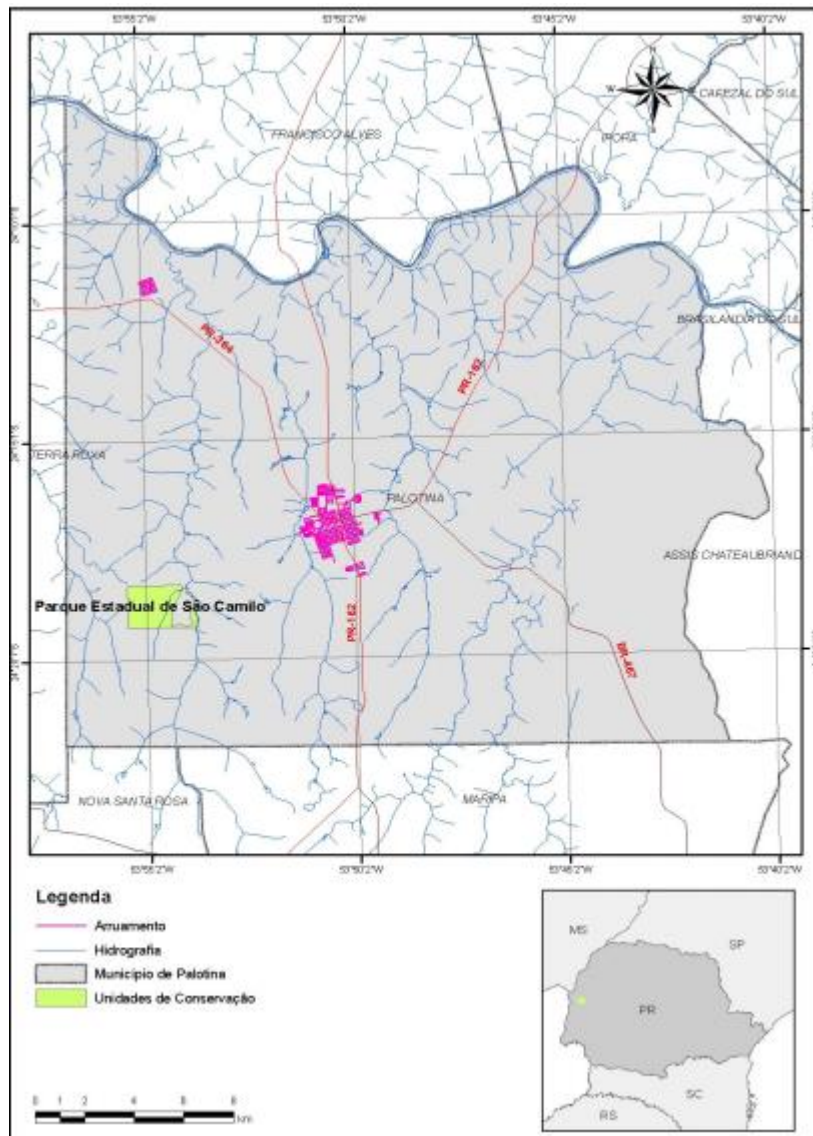 53°55'2"W 53°50'2"W 53°45'2"W 53°40'2"W
N
W
S
CAFEZAL DO SUL
FRANCISCO ALVES
IPORA
BRASILANDIA DO SUL
PR-364
PR-182
TERRA ROXA
PALOTINA
ASSIS CHATEAUBRIAND
Parque Estadual de São Camilo
PR-182
BR-467
NOVA SANTA ROSA
MARIPA
53°55'2"W 53°50'2"W 53°45'2"W 53°40'2"W
Legenda
Arruamento
Hidrografia
Município de Palotina
Unidades de Conservação
MS
SP
PR
SC
RS
0 1 2 4 6 8
km